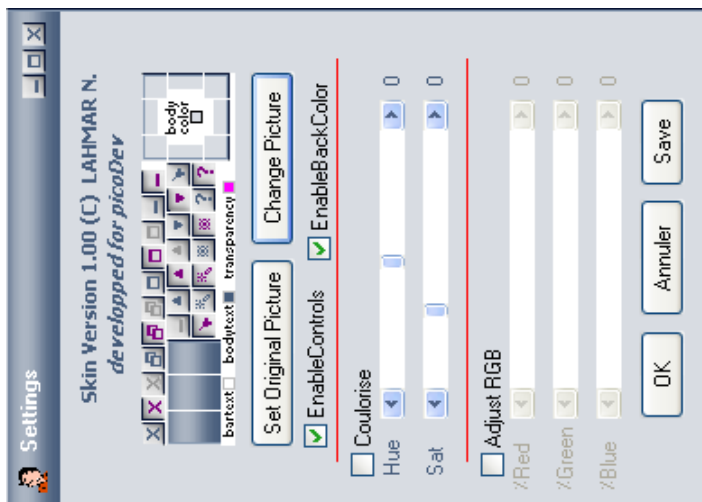 Settings
Skin Version 1.00 (C) LAHMAR N.
developped for picoDev
body
color
bartext bodytext transparency
Set Original Picture Change Picture
EnableControls EnableBackColor
Coulorise
Hue 0
Sat 0
Adjust RGB
%Red 0
%Green 0
%Blue 0
OK Annuler Save